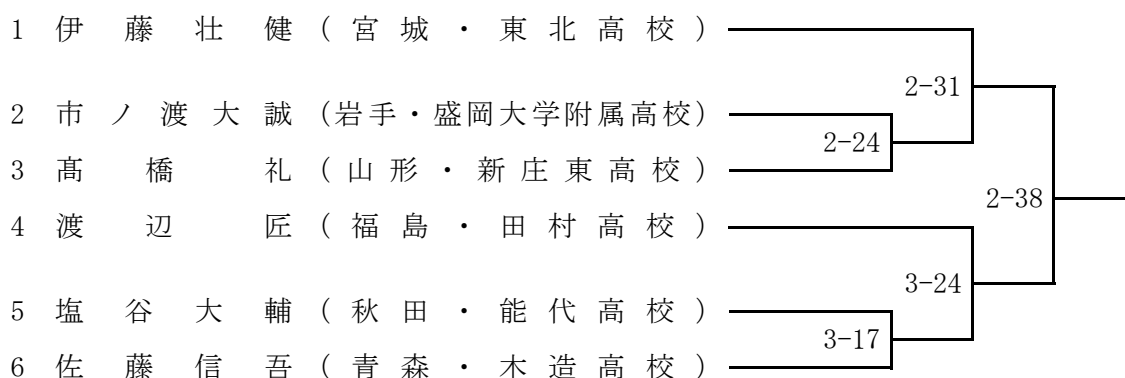 1 伊藤壮健(宮城・東北高校)
2-31
2 市ノ渡大誠(岩手・盛岡大学附属高校)
2-24
3 髙橋礼(山形・新庄東高校)
2-38
4 渡辺匠(福島・田村高校)
3-24
5 塩谷大輔(秋田・能代高校)
3-17
6 佐藤信吾(青森・木造高校)